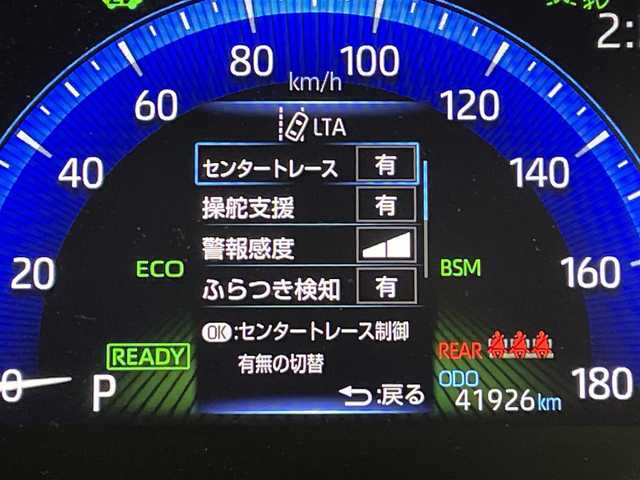 80 100
km/h
60 120
LTA
センタートレース 有
40 140
操舵支援 有
警報感度
20 ECO BSM 160
ふらつき検知 有
OK:センタートレース制御
READY REAR
有無の切替
ODO
0 P :戻る 41926km 180